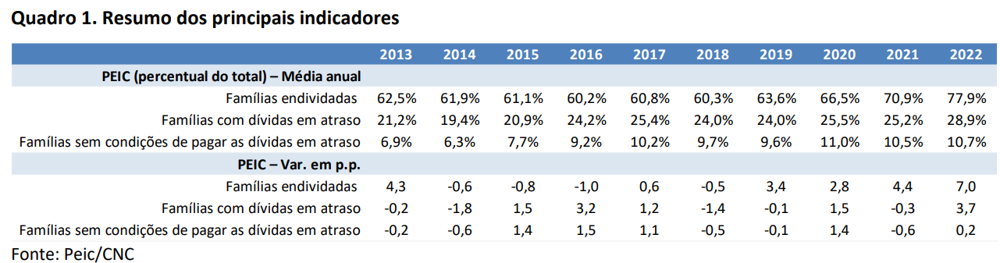 Quadro 1. Resumo dos principais indicadores
2013 2014 2015 2016 2017 2018 2019 2020 2021 2022
PEIC (percentual do total) – Média anual
Famílias endividadas 62,5% 61,9% 61,1% 60,2% 60,8% 60,3% 63,6% 66,5% 70,9% 77,9%
Famílias com dívidas em atraso 21,2% 19,4% 20,9% 24,2% 25,4% 24,0% 24,0% 25,5% 25,2% 28,9%
Famílias sem condições de pagar as dívidas em atraso 6,9% 6,3% 7,7% 9,2% 10,2% 9,7% 9,6% 11,0% 10,5% 10,7%
PEIC – Var. em p.p.
Famílias endividadas 4,3 -0,6 -0,8 -1,0 0,6 -0,5 3,4 2,8 4,4 7,0
Famílias com dívidas em atraso -0,2 -1,8 1,5 3,2 1,2 -1,4 -0,1 1,5 -0,3 3,7
Famílias sem condições de pagar as dívidas em atraso -0,2 -0,6 1,4 1,5 1,1 -0,5 -0,1 1,4 -0,6 0,2
Fonte: Peic/CNC